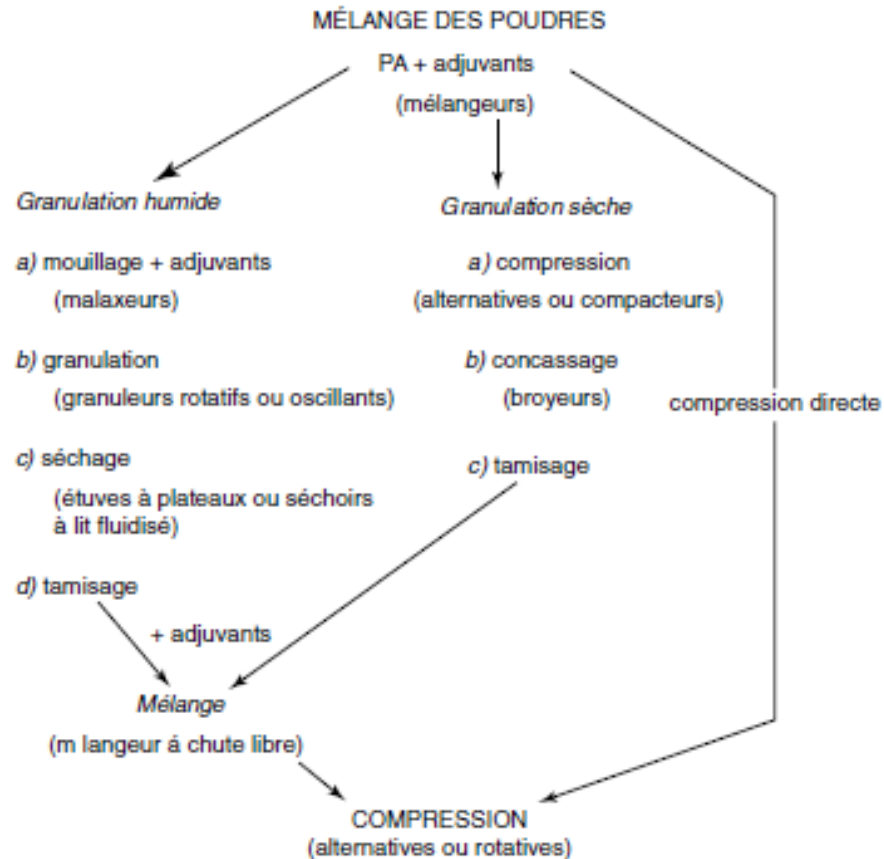 MÉLANGE DES POUDRES
PA + adjuvants
(mélangeurs)
Granulation humide
a) mouillage + adjuvants
(malaxeurs)
b) granulation
(granuleurs rotatifs ou oscillants)
c) séchage
(étuves à plateaux ou séchoirs
à lit fluidisé)
d) tamisage
+ adjuvants
Granulation sèche
a) compression
(alternatives ou compacteurs)
b) concassage
(broyeurs)
c) tamisage
compression directe
Mélange
(m langeur á chute libre)
COMPRESSION
(alternatives ou rotatives)